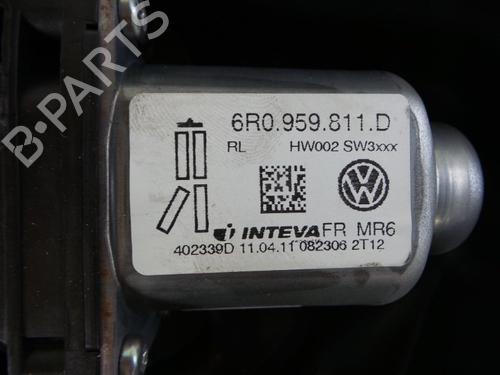 B-PARTS
6R0.959.811.D
RL HW002 SW3xxx
INTEVA FR MR6
402339D 11.04.11 082306 2T12